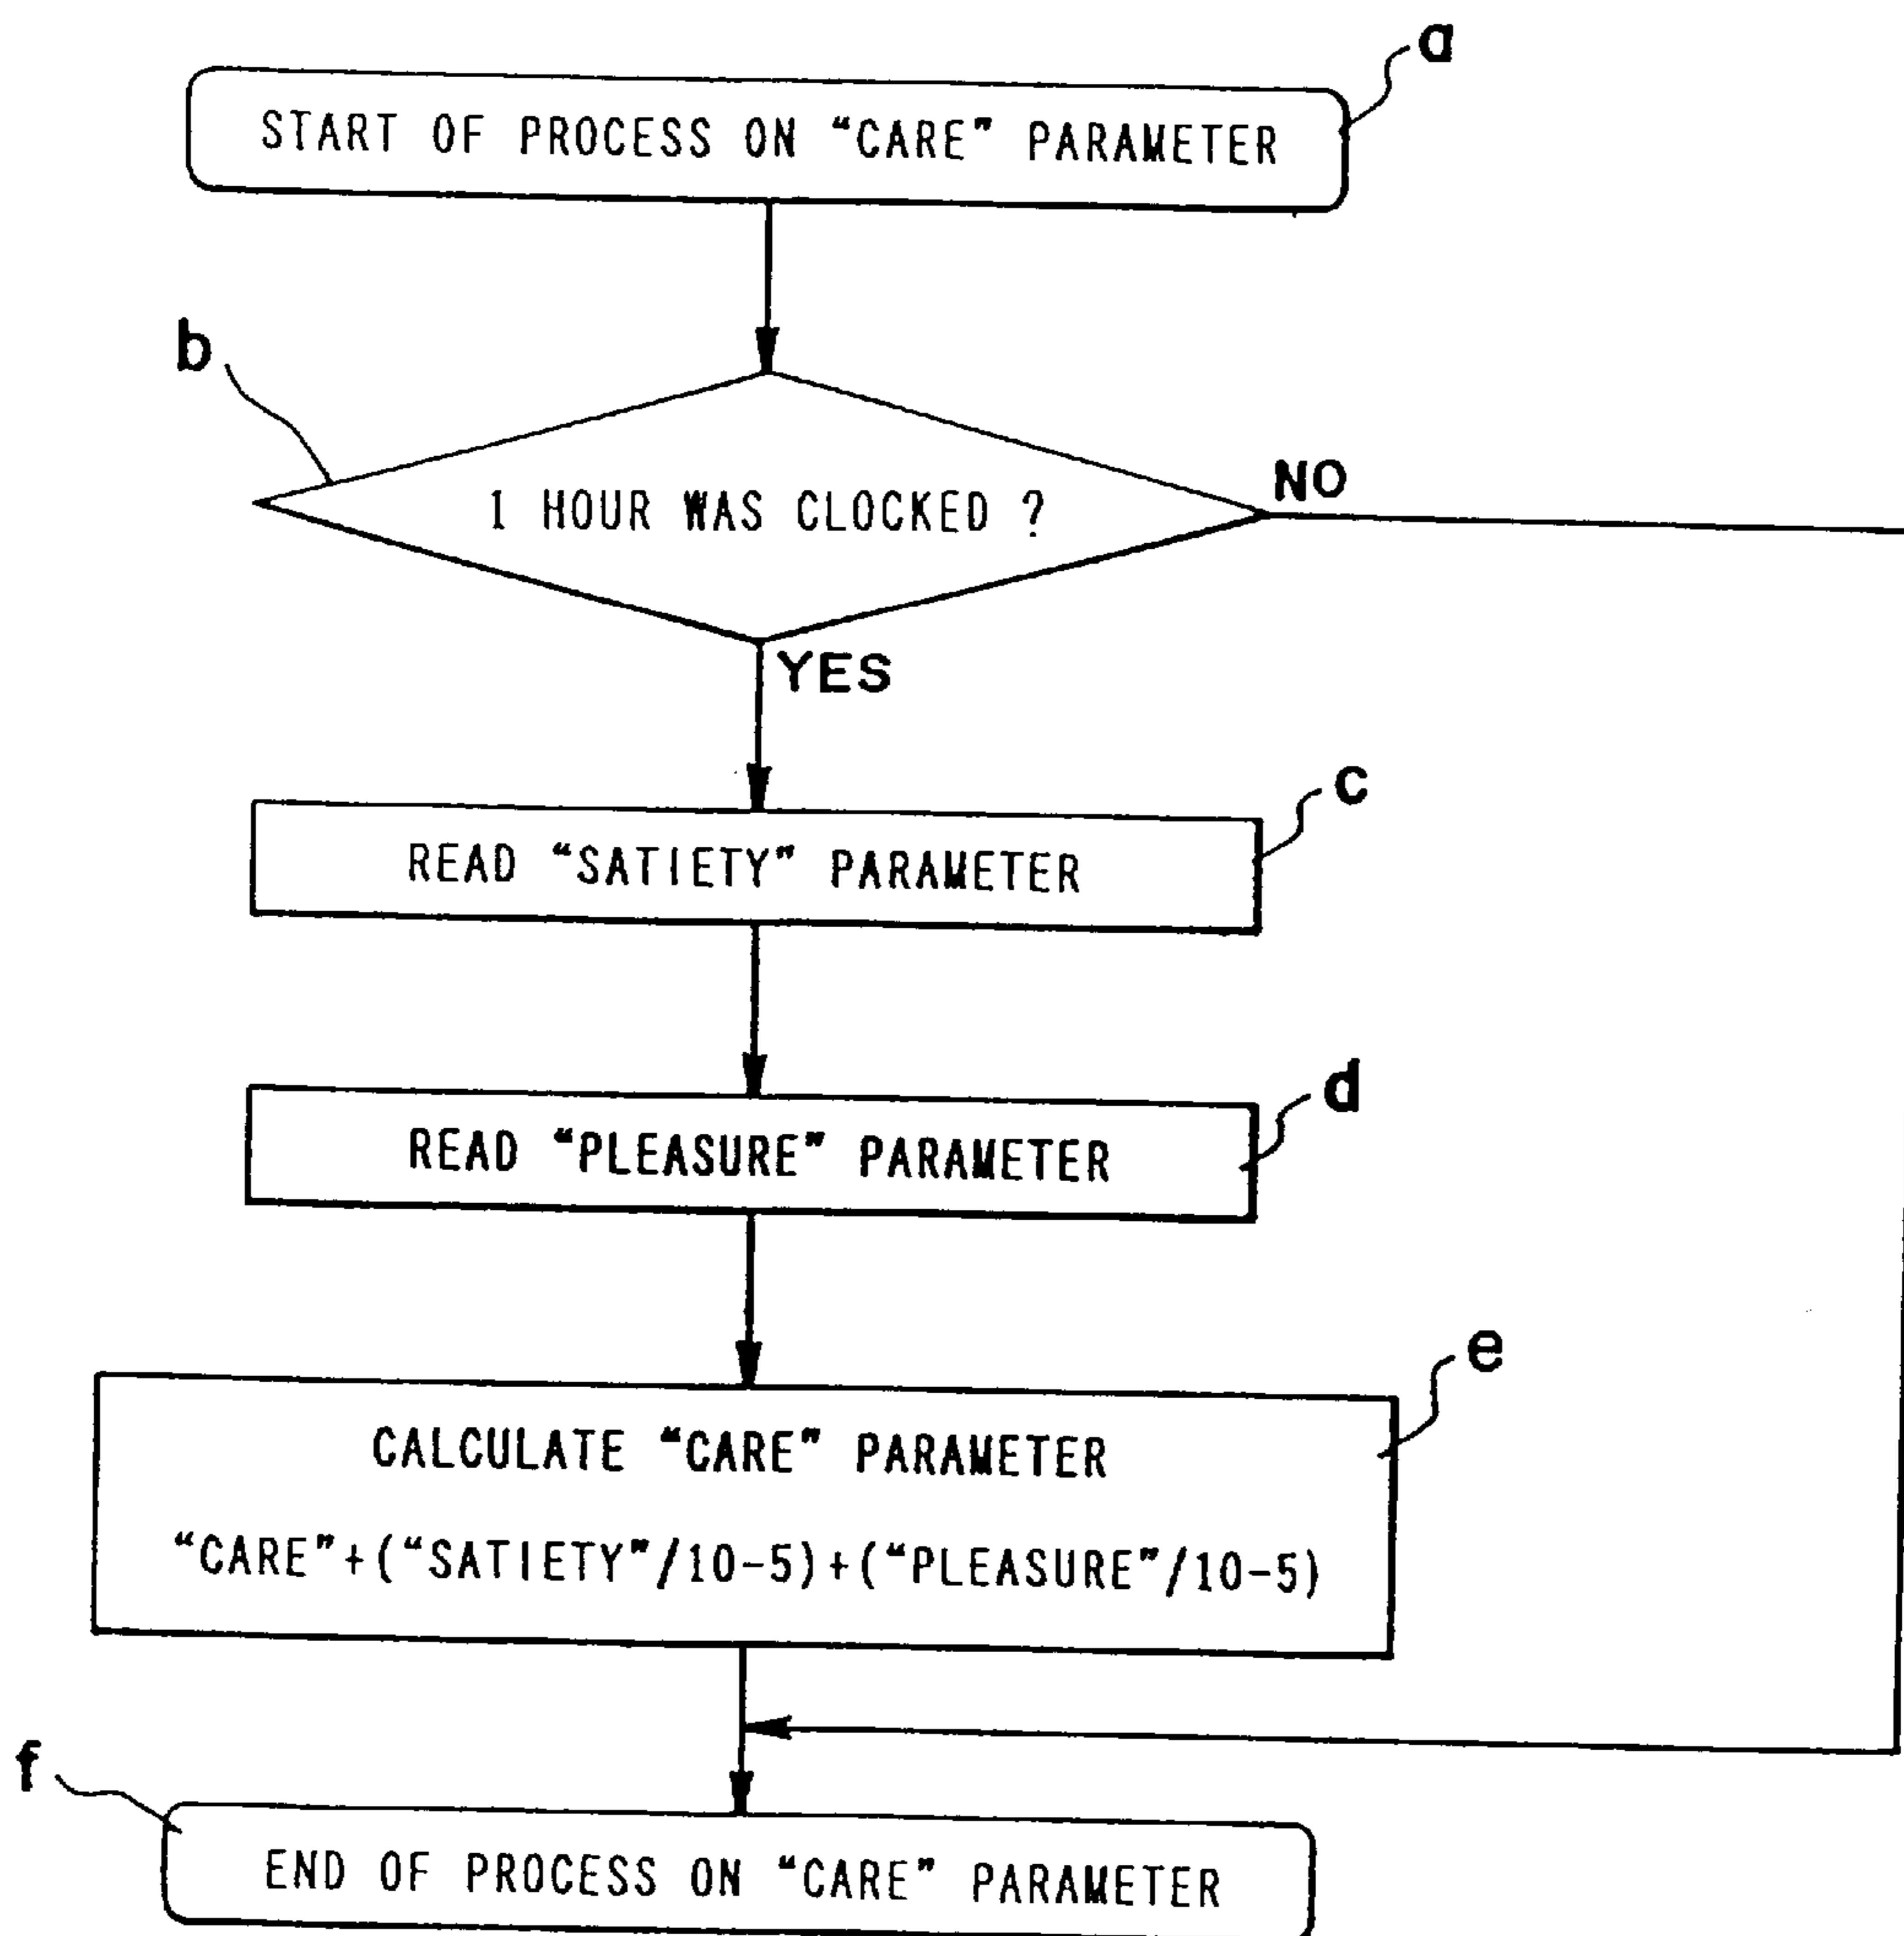 a
START OF PROCESS ON “CARE” PARAMETER
b
1 HOUR WAS CLOCKED ?
NO
YES
c
READ “SATIETY” PARAMETER
d
READ “PLEASURE” PARAMETER
e
CALCULATE “CARE” PARAMETER
“CARE”+(“SATIETY”/10-5)+(“PLEASURE”/10-5)
f
END OF PROCESS ON “CARE” PARAMETER